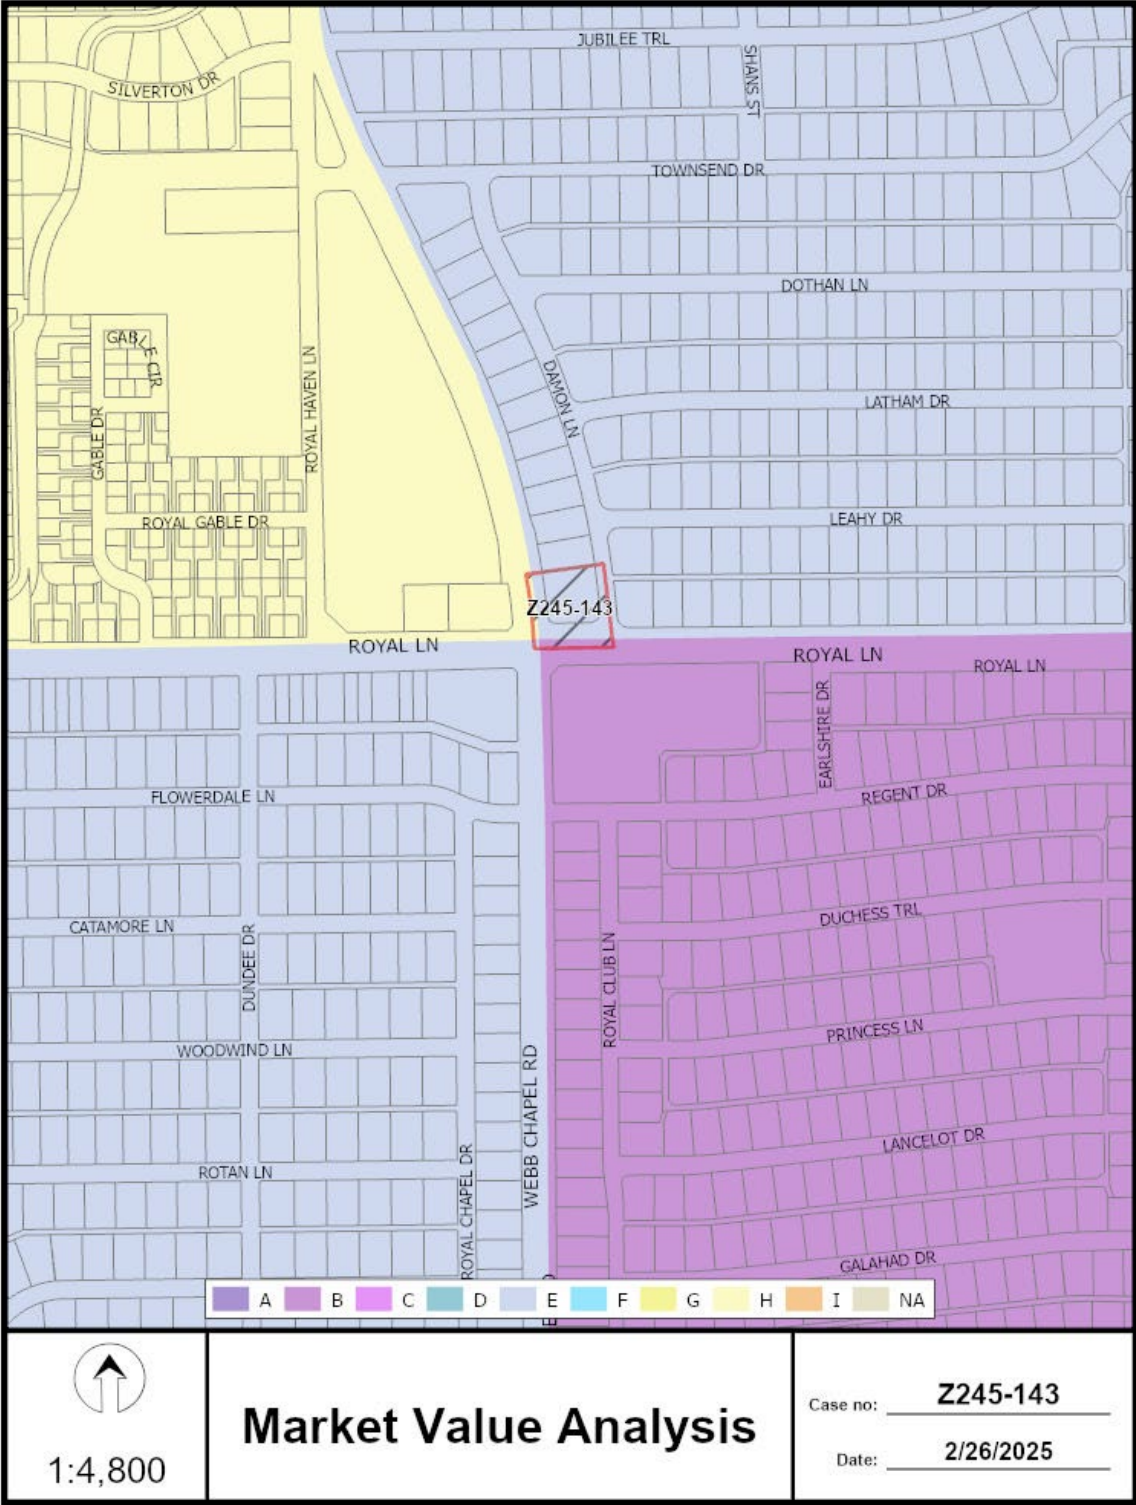 JUBILEE TRL
SHANS ST
SILVERTON DR
TOWNSEND DR
DOTHAN LN
GABLE CIR
ROYAL HAVEN LN
DAMON LN
LATHAM DR
GABLE DR
ROYAL GABLE DR
LEAHY DR
Z245-143
ROYAL LN
ROYAL LN
ROYAL LN
EARLSHIRE DR
FLOWERDALE LN
REGENT DR
DUCHESS TRL
CATAMORE LN
DUNDEE DR
ROYAL CLUB LN
PRINCESS LN
WOODWIND LN
WEBB CHAPEL RD
LANCELOT DR
ROTAN LN
ROYAL CHAPEL DR
GALAHAD DR
A B C D E F G H I NA
1:4,800
Market Value Analysis
Case no: Z245-143
Date: 2/26/2025